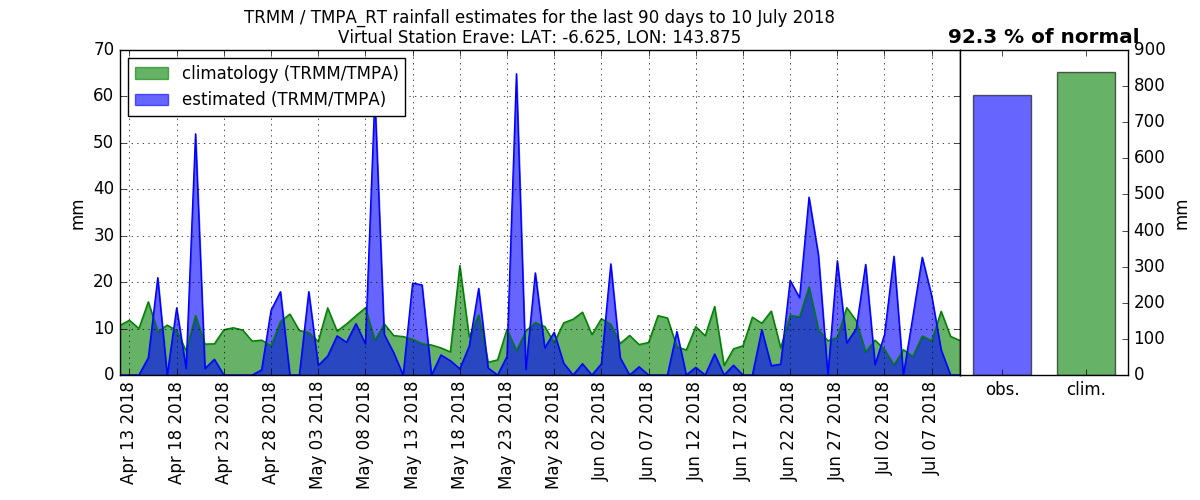 TRMM / TMPA_RT rainfall estimates for the last 90 days to 10 July 2018
Virtual Station Erave: LAT: -6.625, LON: 143.875
92.3 % of normal
climatology (TRMM/TMPA)
estimated (TRMM/TMPA)
70
60
50
40
30
20
10
0
mm
900
800
700
600
500
400
300
200
100
0
mm
Apr 13 2018
Apr 18 2018
Apr 23 2018
Apr 28 2018
May 03 2018
May 08 2018
May 13 2018
May 18 2018
May 23 2018
May 28 2018
Jun 02 2018
Jun 07 2018
Jun 12 2018
Jun 17 2018
Jun 22 2018
Jun 27 2018
Jul 02 2018
Jul 07 2018
obs.
clim.